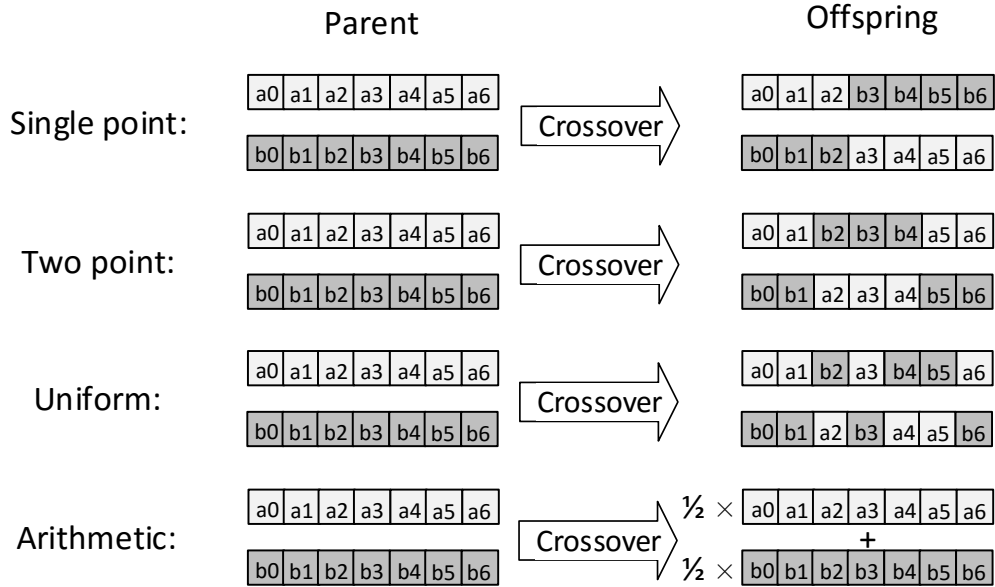 Parent Offspring
a0 a1 a2 a3 a4 a5 a6 a0 a1 a2 b3 b4 b5 b6
Single point: Crossover
b0 b1 b2 b3 b4 b5 b6 b0 b1 b2 a3 a4 a5 a6
a0 a1 a2 a3 a4 a5 a6 a0 a1 b2 b3 b4 a5 a6
Two point: Crossover
b0 b1 b2 b3 b4 b5 b6 b0 b1 a2 a3 a4 b5 b6
a0 a1 a2 a3 a4 a5 a6 a0 a1 b2 a3 b4 b5 a6
Uniform: Crossover
b0 b1 b2 b3 b4 b5 b6 b0 b1 a2 b3 a4 a5 b6
a0 a1 a2 a3 a4 a5 a6 ½ × a0 a1 a2 a3 a4 a5 a6
Arithmetic: Crossover +
b0 b1 b2 b3 b4 b5 b6 ½ × b0 b1 b2 b3 b4 b5 b6